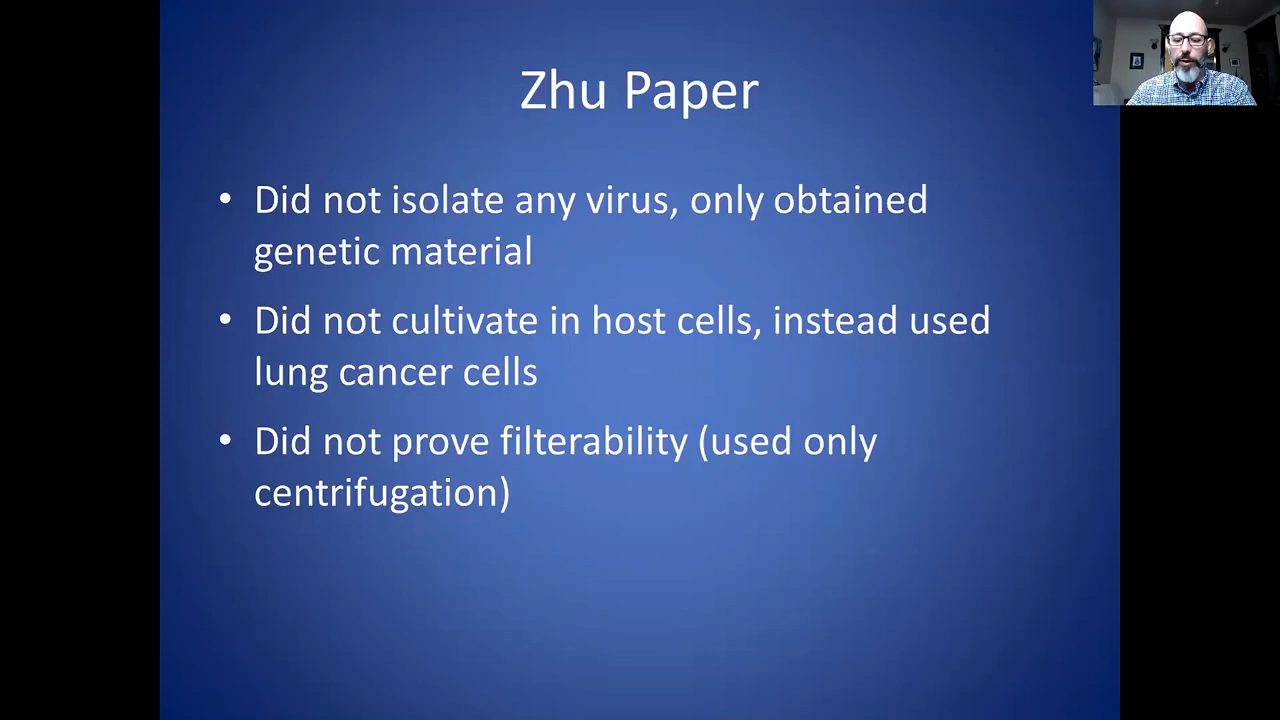 Zhu Paper
• Did not isolate any virus, only obtained
genetic material
• Did not cultivate in host cells, instead used
lung cancer cells
• Did not prove filterability (used only
centrifugation)